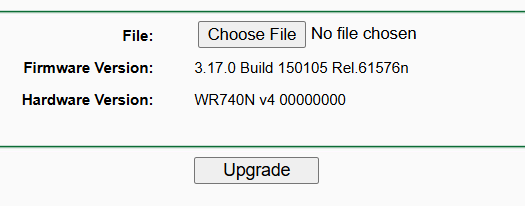 File: Choose File No file chosen
Firmware Version: 3.17.0 Build 150105 Rel.61576n
Hardware Version: WR740N v4 00000000
Upgrade